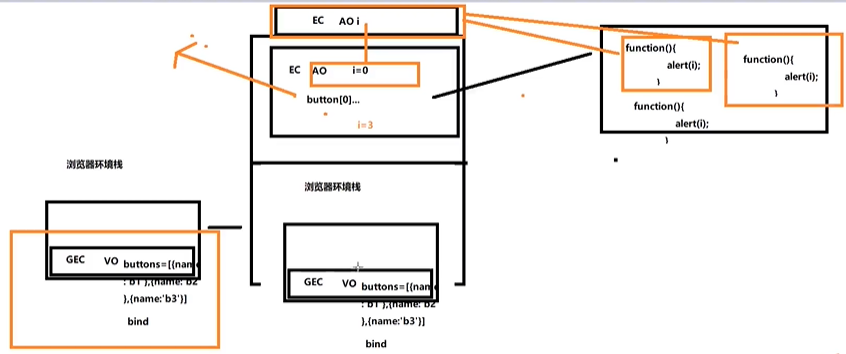 EC AO i
EC AO i=0
button[0]...
i=3
function(){
alert(i);
}
function(){
alert(i);
}
function(){
alert(i);
}
浏览器环境栈
GEC VO buttons=[{nam
: b1 },{name: b2
},{name:'b3'}]
bind
浏览器环境栈
GEC VO buttons=[{nam
: b1 },{name: b2
},{name:'b3'}]
bind